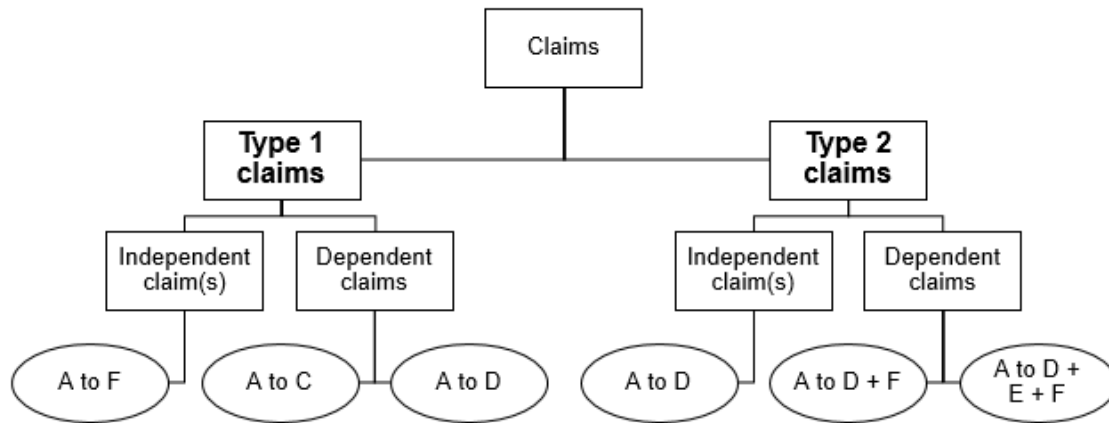 Claims
Type 1
claims
Type 2
claims
Independent
claim(s)
Dependent
claims
Independent
claim(s)
Dependent
claims
A to F
A to C
A to D
A to D
A to D + F
A to D +
E + F